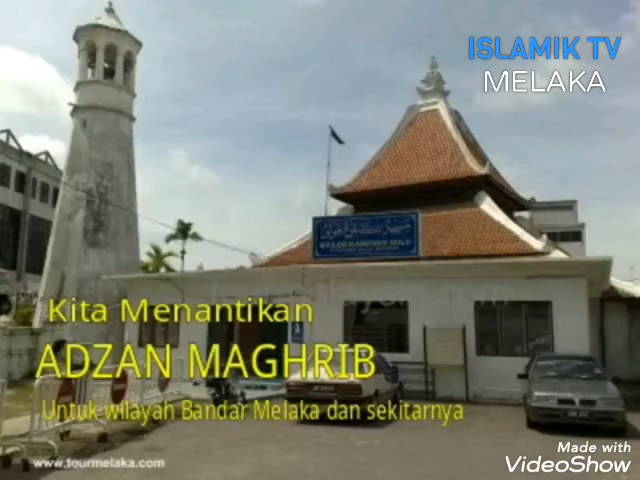 ISLAMIK TV
MELAKA
Kita Menantikan
ADZAN MAGHRIB
Untuk wilayah Bandar Melaka dan sekitarnya
www.tourmelaka.com
Made with
VideoShow